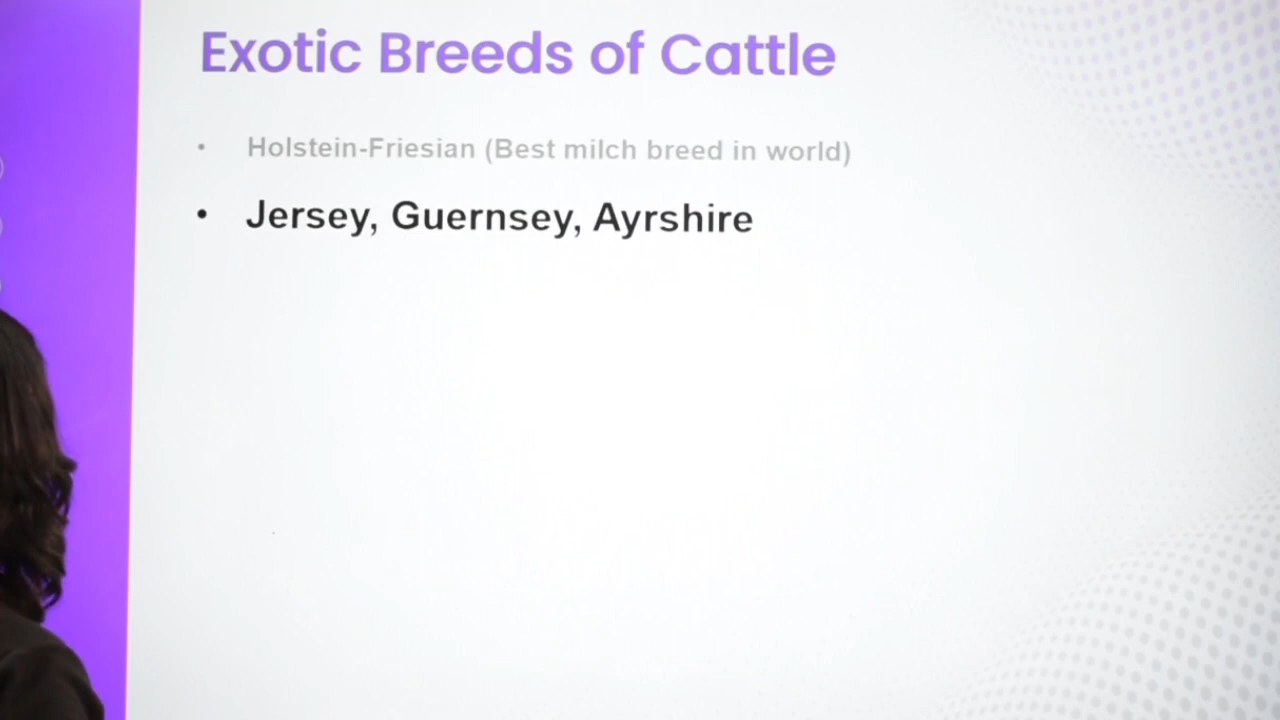 Exotic Breeds of Cattle
• Holstein-Friesian (Best milch breed in world)
• Jersey, Guernsey, Ayrshire